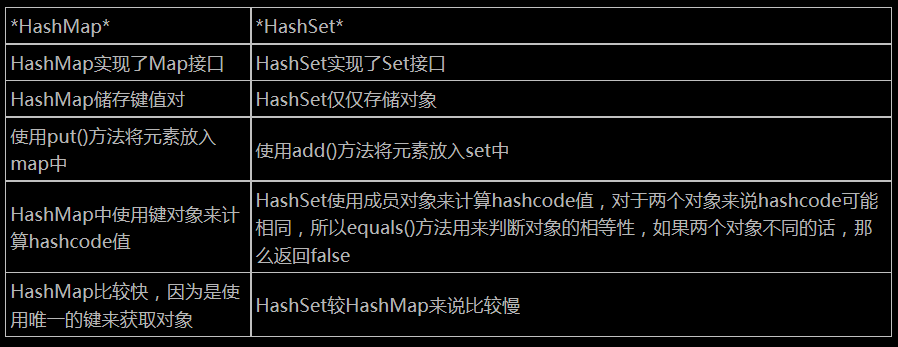 *HashMap*
*HashSet*
HashMap实现了Map接口
HashSet实现了Set接口
HashMap储存键值对
HashSet仅仅存储对象
使用put()方法将元素放入
map中
使用add()方法将元素放入set中
HashMap中使用键对象来计
算hashcode值
HashSet使用成员对象来计算hashcode值，对于两个对象来说hashcode可能
相同，所以equals()方法用来判断对象的相等性，如果两个对象不同的话，那
么返回false
HashMap比较快，因为是使
用唯一的键来获取对象
HashSet较HashMap来说比较慢